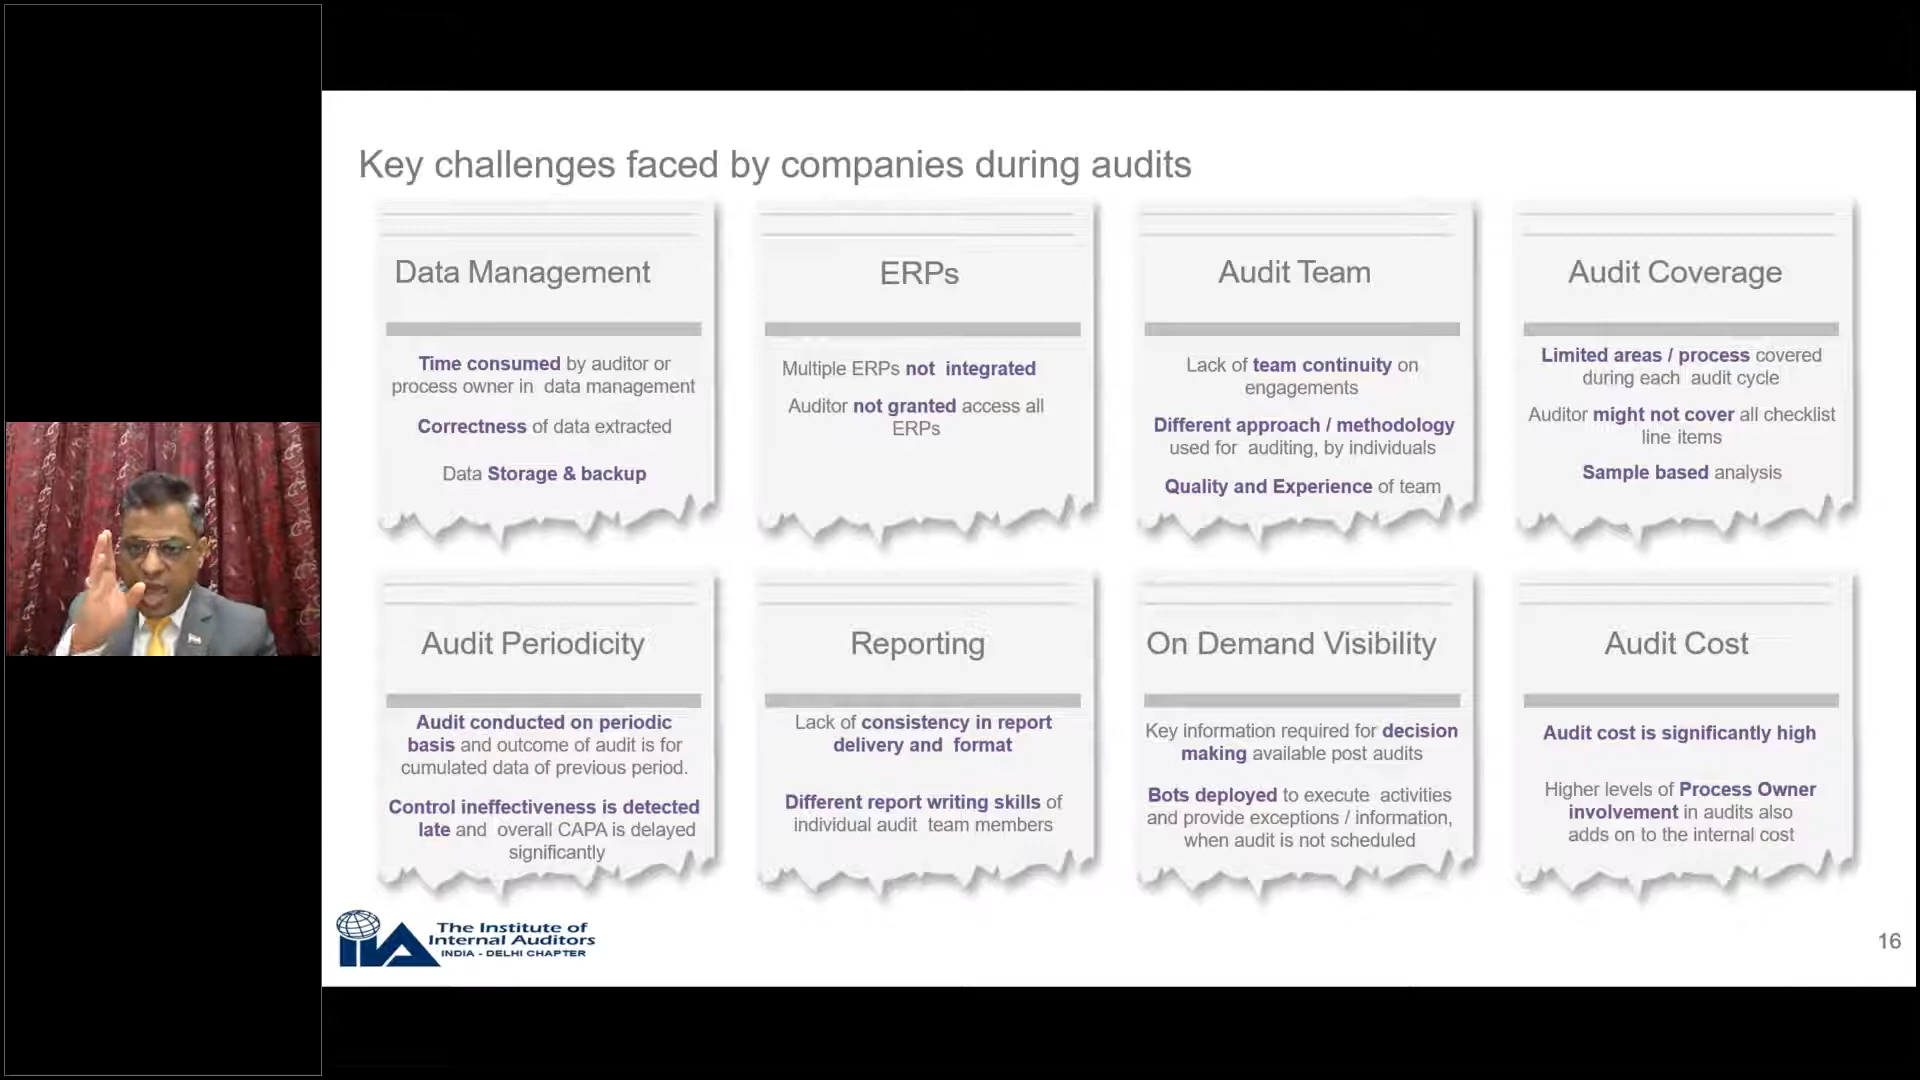 Key challenges faced by companies during audits
Data Management
Time consumed by auditor or
process owner in data management
Correctness of data extracted
Data Storage & backup
ERPs
Multiple ERPs not integrated
Auditor not granted access all
ERPs
Audit Team
Lack of team continuity on
engagements
Different approach / methodology
used for auditing, by individuals
Quality and Experience of team
Audit Coverage
Limited areas / process covered
during each audit cycle
Auditor might not cover all checklist
line items
Sample based analysis
Audit Periodicity
Audit conducted on periodic
basis and outcome of audit is for
cumulated data of previous period.
Control ineffectiveness is detected
late and overall CAPA is delayed
significantly
Reporting
Lack of consistency in report
delivery and format
Different report writing skills of
individual audit team members
On Demand Visibility
Key information required for decision
making available post audits
Bots deployed to execute activities
and provide exceptions / information,
when audit is not scheduled
Audit Cost
Audit cost is significantly high
Higher levels of Process Owner
involvement in audits also
adds on to the internal cost
IIA
The Institute of
Internal Auditors
INDIA - DELHI CHAPTER
16